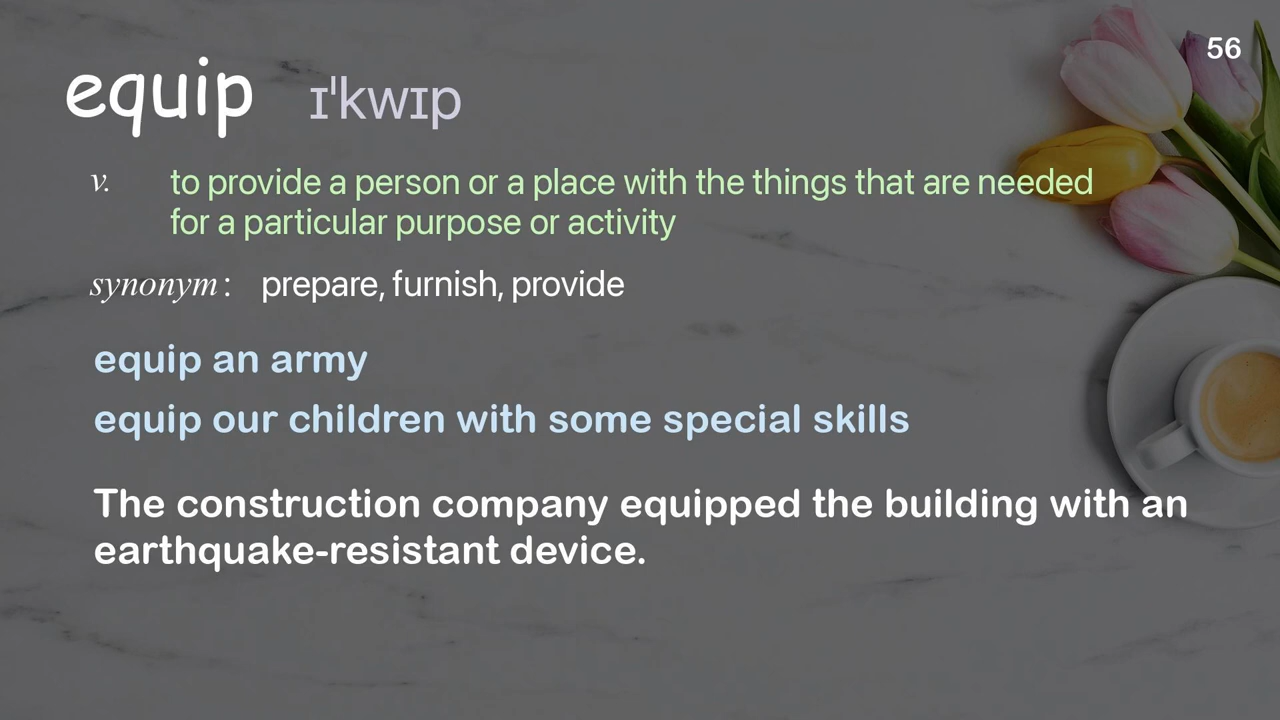 56
equip ɪˈkwɪp
v. to provide a person or a place with the things that are needed
for a particular purpose or activity
synonym : prepare, furnish, provide
equip an army
equip our children with some special skills
The construction company equipped the building with an
earthquake-resistant device.